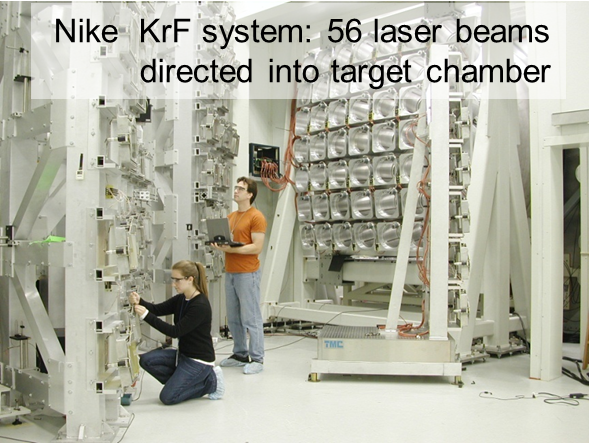 Nike KrF system: 56 laser beams
directed into target chamber
TMC